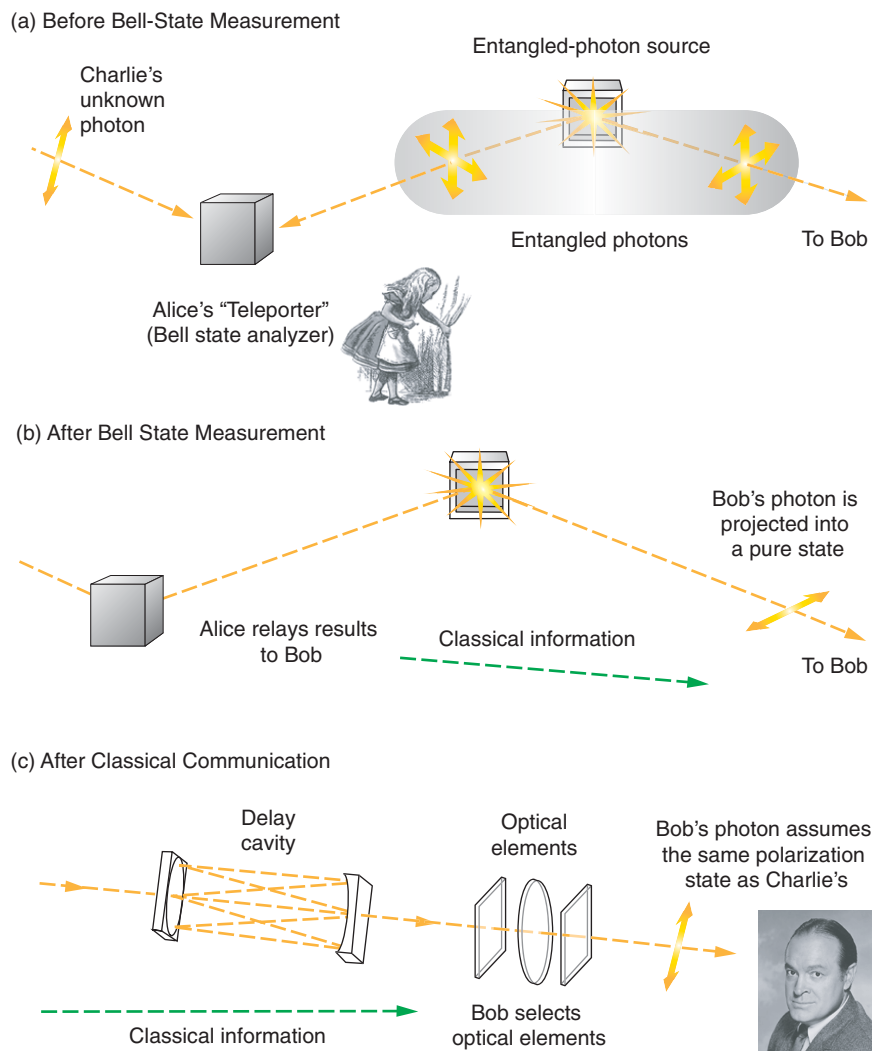 (a) Before Bell-State Measurement
Entangled-photon source
Charlie’s
unknown
photon
Entangled photons
To Bob
Alice’s “Teleporter”
(Bell state analyzer)
(b) After Bell State Measurement
Bob’s photon is
projected into
a pure state
Alice relays results
to Bob
Classical information
To Bob
(c) After Classical Communication
Delay
cavity
Optical
elements
Bob’s photon assumes
the same polarization
state as Charlie’s
Classical information
Bob selects
optical elements